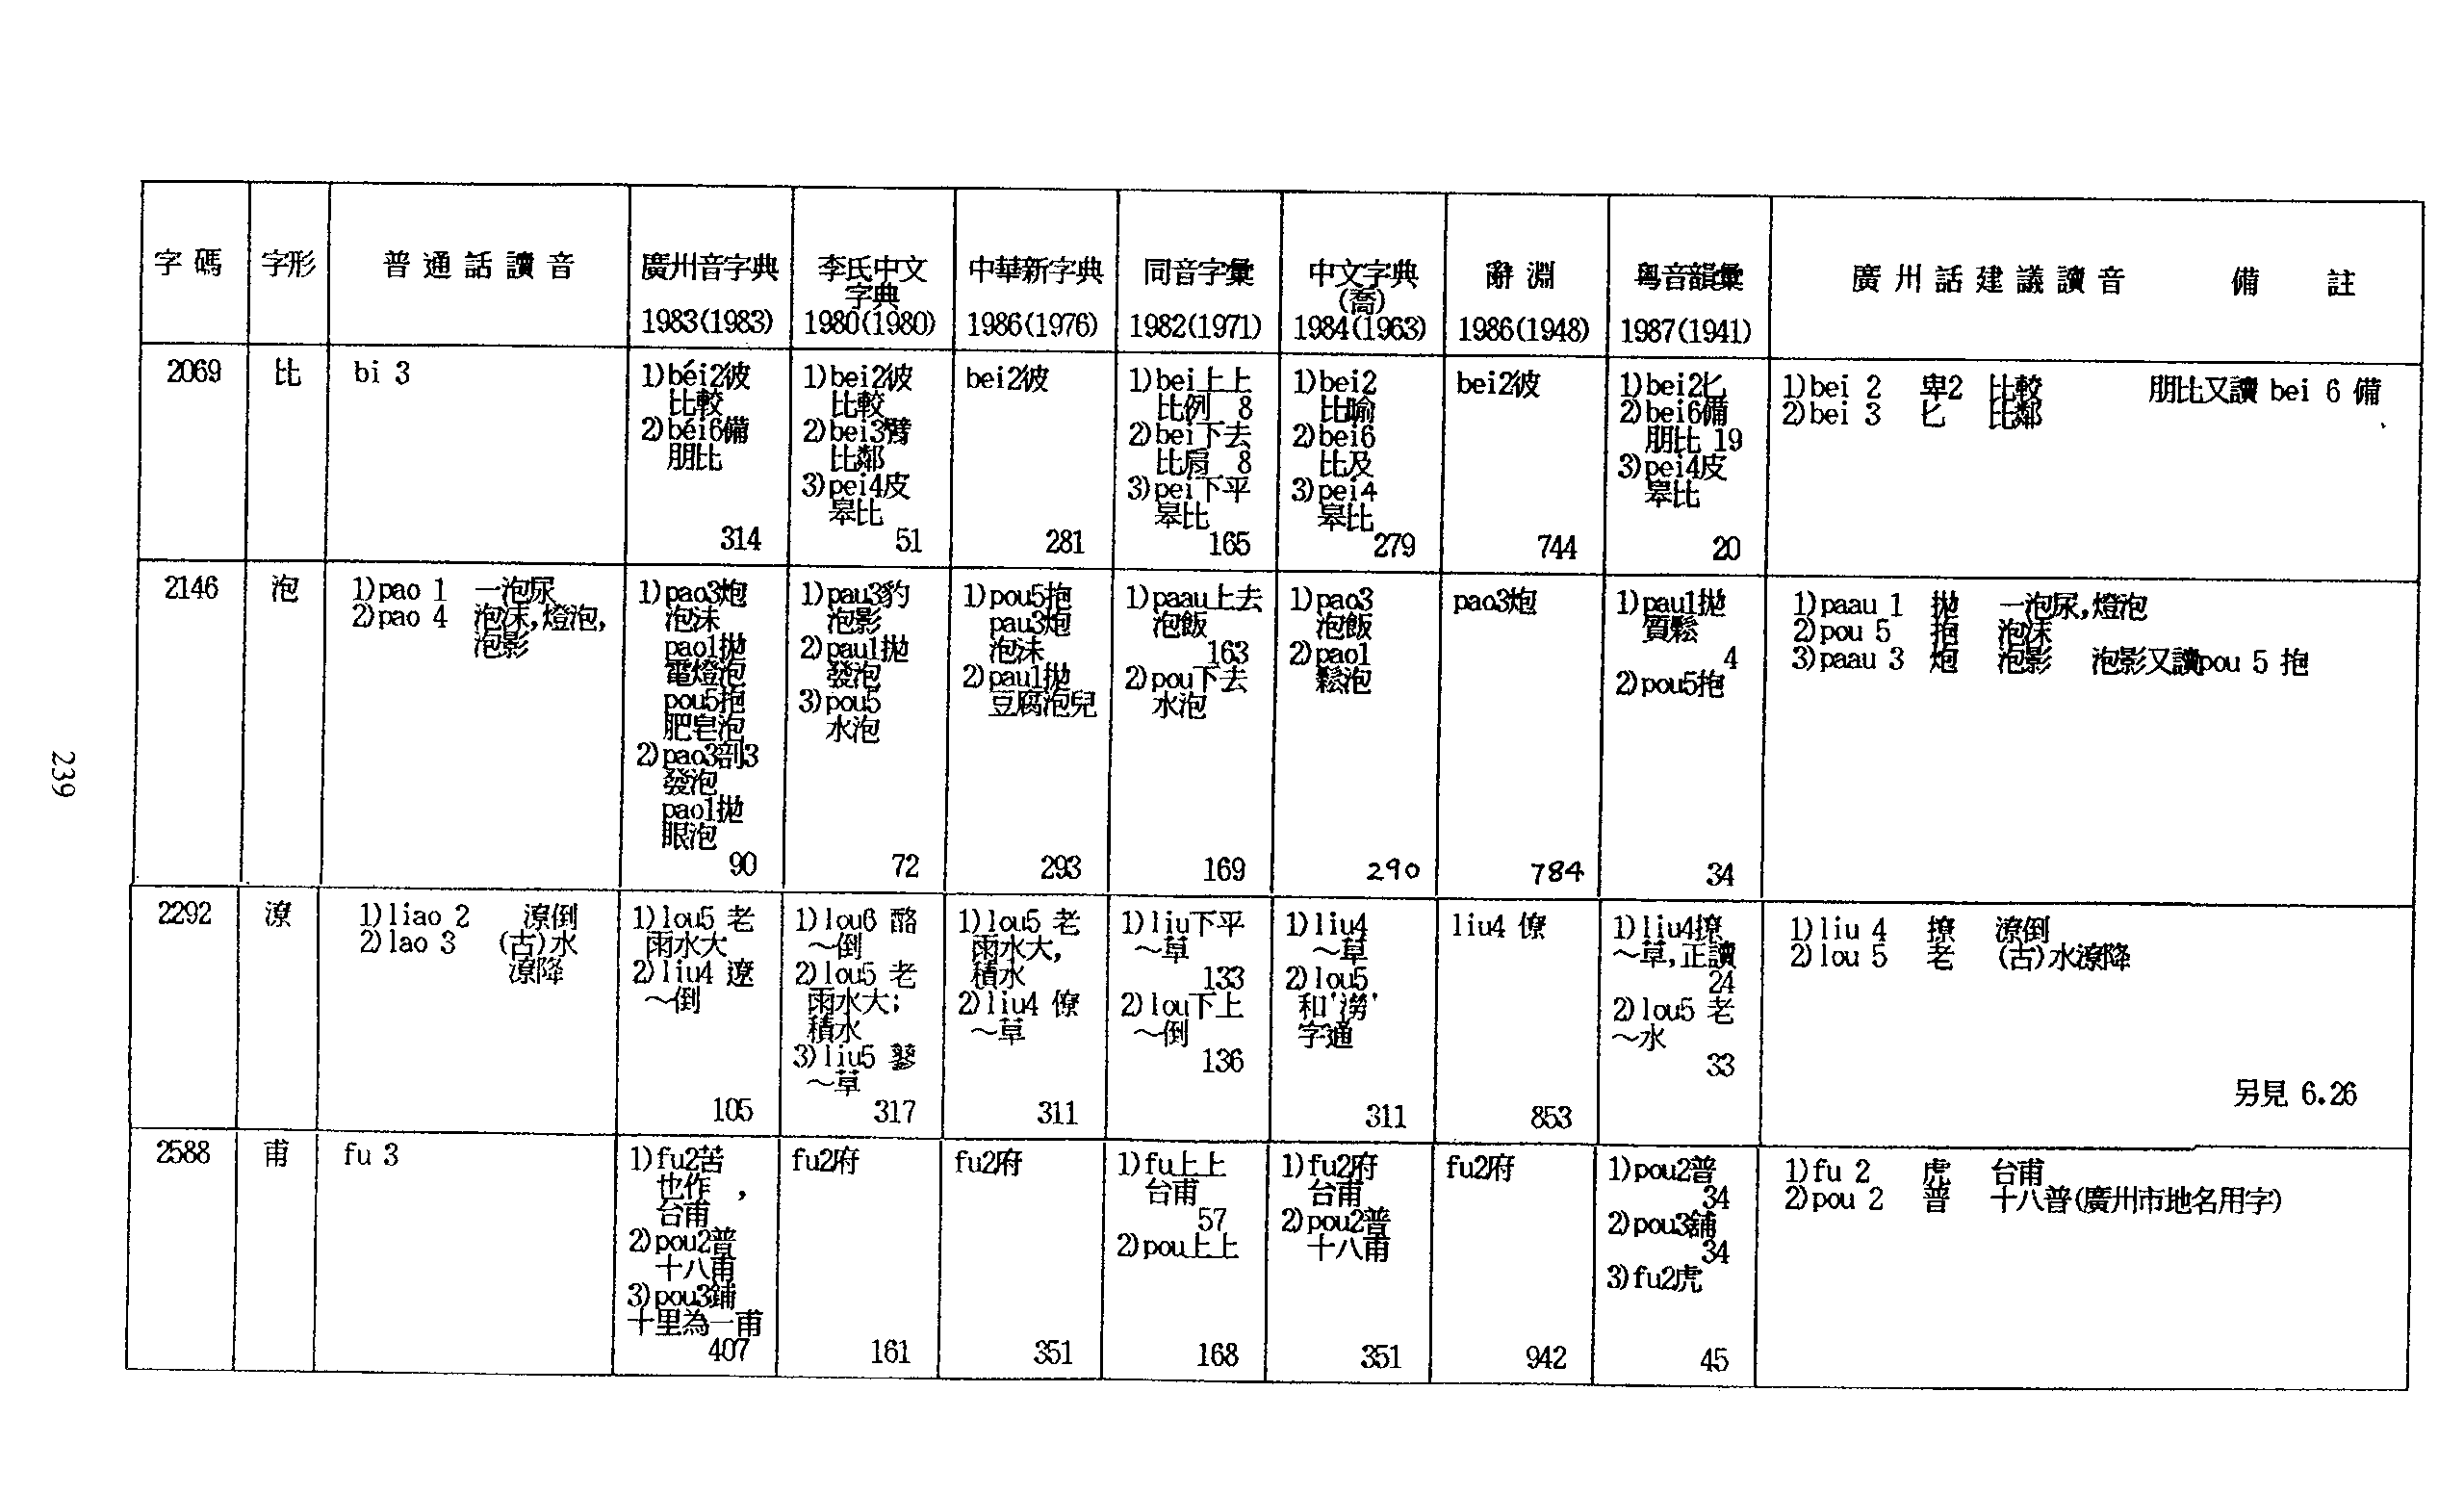 字 碼
字形
普 通 話 讀 音
廣州音字典
1983(1983)
李氏中文
字典
1980(1980)
中華新字典
1986(1976)
同音字彙
1982(1971)
中文字典
(喬)
1984(1963)
辭 淵
1986(1948)
粵音韻彙
1987(1941)
廣 州 話 建 議 讀 音
備 註
2069
比
bi 3
1)béi2彼
比較
2)béi6備
朋比
314
1)bei2彼
比較
2)bei3臂
比鄰
3)pei4皮
皋比
51
bei2彼
281
1)bei上上
比例 8
2)bei下去
比肩 8
3)pei下平
皋比
165
1)bei2
比喻
2)bei6
比及
3)pei4
皋比
279
bei2彼
744
1)bei2匕
2)bei6備
朋比 19
3)pei4皮
皋比
20
1)bei 2 卑2 比較 朋比又讀 bei 6 備
2)bei 3 匕 比鄰
2146
泡
1)pao 1 一泡尿
2)pao 4 泡沫,燈泡,
泡影
1)pao3炮
泡沫
pao1拋
電燈泡
pou5抱
肥皂泡
2)pao3剖3
發泡
pao1拋
眼泡
90
1)pau3豹
泡影
2)pau1拋
發泡
3)pou5
水泡
72
1)pou5抱
pau3炮
泡沫
2)pau1拋
豆腐泡兒
293
1)paau上去
泡飯
163
2)pou下去
水泡
169
1)pao3
泡飯
2)pao1
鬆泡
290
pao3炮
784
1)pau1拋
質鬆
4
2)pou5抱
34
1)paau 1 拋 一泡尿,燈泡
2)pou 5 抱 泡沫
3)paau 3 炮 泡影 泡影又讀pou 5 抱
2292
潦
1)liao 2 潦倒
2)lao 3 (古)水
潦降
1)lou5 老
雨水大
2)liu4 遼
～倒
105
1)lou6 酪
～倒
2)lou5 老
雨水大;
積水
3)liu5 蓼
～草
317
1)lou5 老
雨水大,
積水
2)liu4 僚
～草
311
1)liu下平
～草
133
2)lou下上
～倒
136
1)liu4
～草
2)lou5
和'澇'
字通
311
liu4 僚
853
1)liu4撩
～草,正讀
24
2)lou5 老
～水
33
1)liu 4 撩 潦倒
2)lou 5 老 (古)水潦降
另見 6.26
2588
甫
fu 3
1)fu2苦
也作 ,
台甫
2)pou2普
十八甫
3)pou3鋪
十里為一甫
407
fu2府
161
fu2府
351
1)fu上上
台甫
57
2)pou上上
168
1)fu2府
台甫
2)pou2普
十八甫
351
fu2府
942
1)pou2普
34
2)pou3鋪
34
3)fu2虎
45
1)fu 2 虎 台甫
2)pou 2 普 十八普(廣州市地名用字)
239